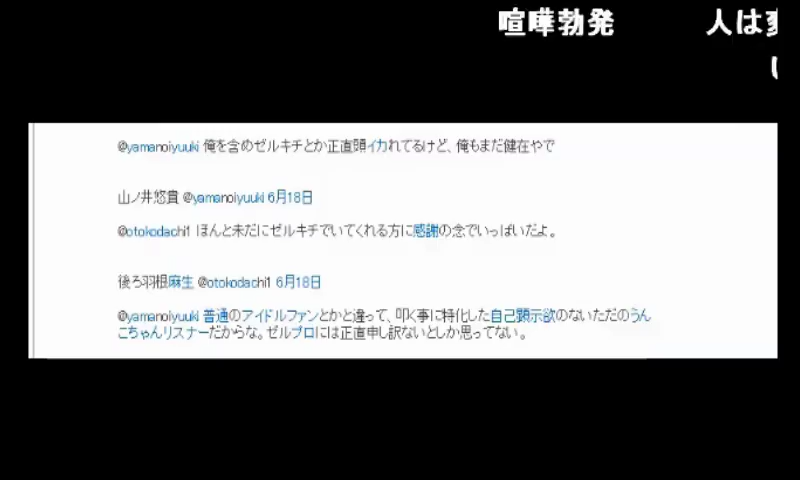 喧嘩勃発
人は
@yamanoiyuuki 俺を含めゼルキチとか正直頭イカれてるけど、俺もまだ健在やで
山ノ井悠貴 @yamanoiyuuki 6月18日
@otokodachi1 ほんと未だにゼルキチでいてくれる方に感謝の念でいっぱいだよ。
後ろ羽根麻生 @otokodachi1 6月18日
@yamanoiyuuki 普通のアイドルファンとかと違って、叩く事に特化した自己顕示欲のないただのうん
こちゃんリスナーだからな。ゼルプロには正直申し訳ないとしか思ってない。